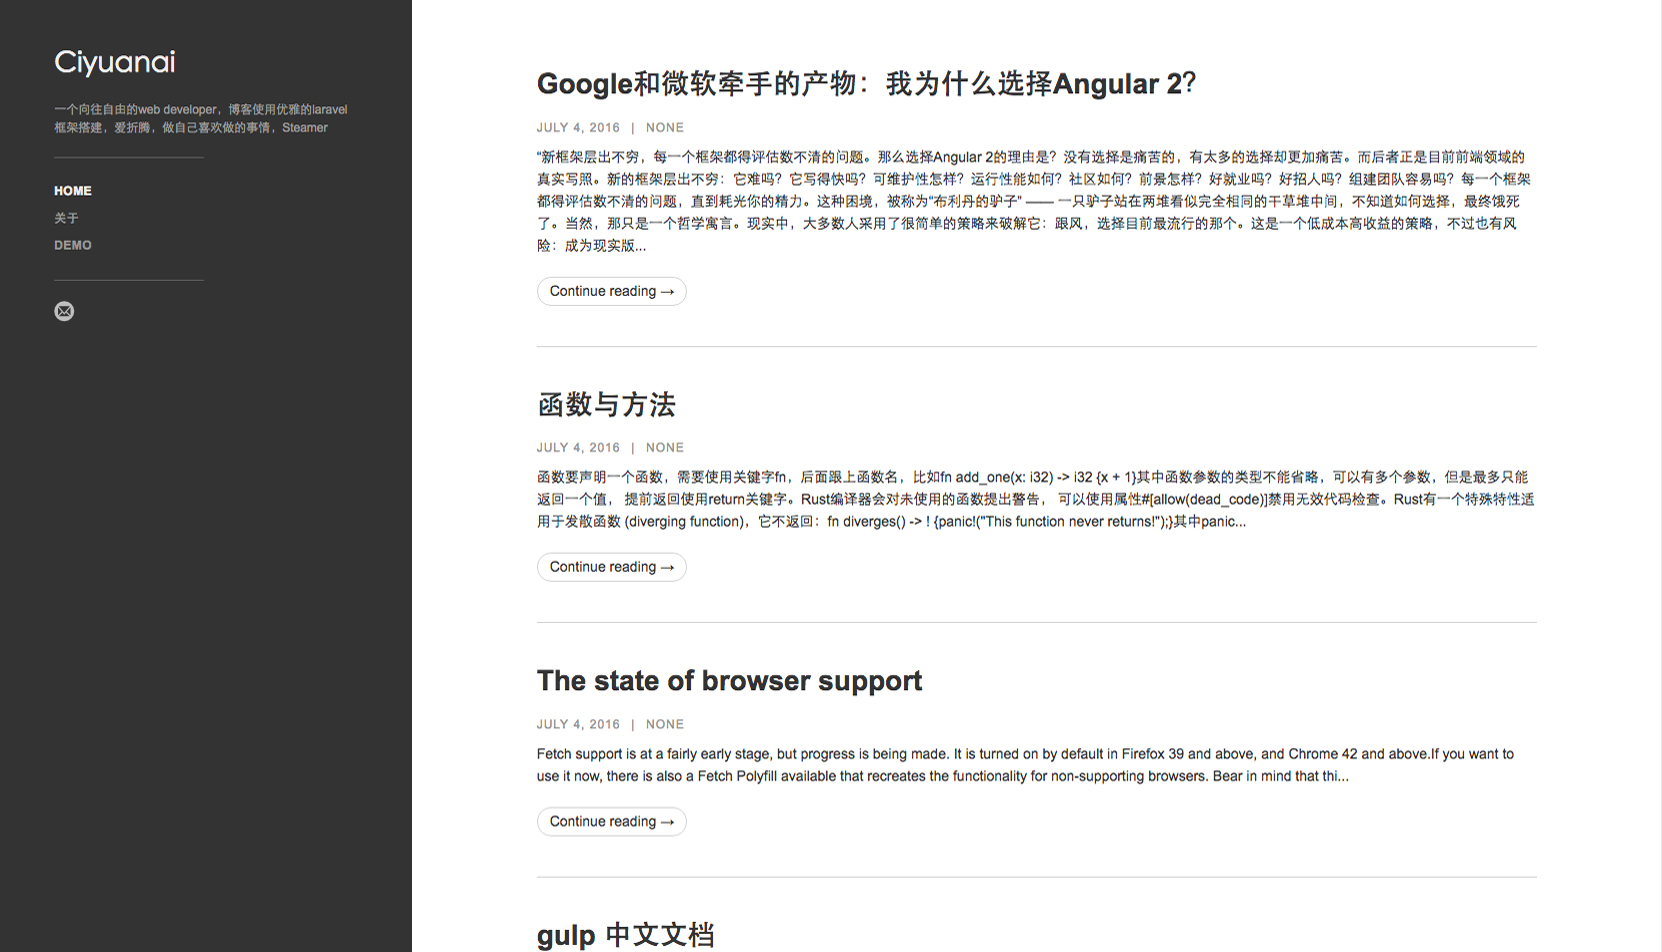 Ciyuanai
一个向往自由的web developer，博客使用优雅的laravel
框架搭建，爱折腾，做自己喜欢做的事情，Steamer
HOME
关于
DEMO
Google和微软牵手的产物：我为什么选择Angular 2？
JULY 4, 2016 | NONE
“新框架层出不穷，每一个框架都得评估数不清的问题。那么选择Angular 2的理由是？没有选择是痛苦的，有太多的选择却更加痛苦。而后者正是目前前端领域的
真实写照。新的框架层出不穷：它难吗？它写得快吗？可维护性怎样？运行性能如何？社区如何？前景怎样？好就业吗？好招人吗？组建团队容易吗？每一个框架
都得评估数不清的问题，直到耗光你的精力。这种困境，被称为“布利丹的驴子” —— 一只驴子站在两堆看似完全相同的干草堆中间，不知道如何选择，最终饿死
了。当然，那只是一个哲学寓言。现实中，大多数人采用了很简单的策略来破解它：跟风，选择目前最流行的那个。这是一个低成本高收益的策略，不过也有风
险：成为现实版...
Continue reading →
函数与方法
JULY 4, 2016 | NONE
函数要声明一个函数，需要使用关键字fn，后面跟上函数名，比如fn add_one(x: i32) -> i32 {x + 1}其中函数参数的类型不能省略，可以有多个参数，但是最多只能
返回一个值， 提前返回使用return关键字。Rust编译器会对未使用的函数提出警告， 可以使用属性#[allow(dead_code)]禁用无效代码检查。Rust有一个特殊特性适
用于发散函数 (diverging function)，它不返回：fn diverges() -> ! {panic!("This function never returns!");}其中panic...
Continue reading →
The state of browser support
JULY 4, 2016 | NONE
Fetch support is at a fairly early stage, but progress is being made. It is turned on by default in Firefox 39 and above, and Chrome 42 and above.If you want to
use it now, there is also a Fetch Polyfill available that recreates the functionality for non-supporting browsers. Bear in mind that thi...
Continue reading →
gulp 中文文档